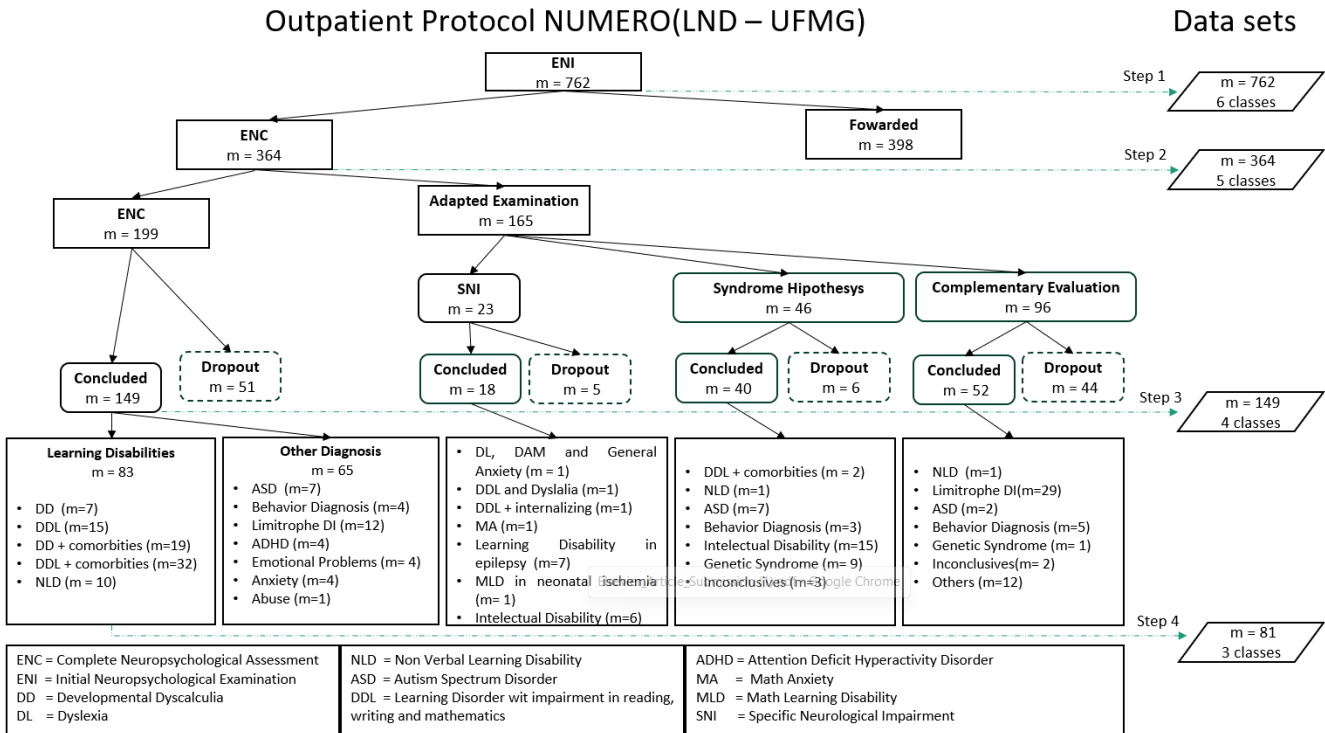 Outpatient Protocol NUMERO(LND – UFMG)
Data sets
ENI
m = 762
Step 1
m = 762
6 classes
ENC
m = 364
Fowarded
m = 398
Step 2
m = 364
5 classes
ENC
m = 199
Adapted Examination
m = 165
SNI
m = 23
Syndrome Hipothesys
m = 46
Complementary Evaluation
m = 96
Concluded
m = 149
Dropout
m = 51
Concluded
m = 18
Dropout
m = 5
Concluded
m = 40
Dropout
m = 6
Concluded
m = 52
Dropout
m = 44
Step 3
m = 149
4 classes
Learning Disabilities
m = 83
• DD (m=7)
• DDL (m=15)
• DD + comorbities (m=19)
• DDL + comorbities (m=32)
• NLD (m = 10)
Other Diagnosis
m = 65
• ASD (m=7)
• Behavior Diagnosis (m=4)
• Limitrophe DI (m=12)
• ADHD (m=4)
• Emotional Problems (m= 4)
• Anxiety (m=4)
• Abuse (m=1)
• DL, DAM and General
Anxiety (m = 1)
• DDL and Dyslalia (m=1)
• DDL + internalizing (m=1)
• MA (m=1)
• Learning Disability in
epilepsy (m=7)
• MLD in neonatal ischemia
(m= 1)
• Intelectual Disability (m=6)
• DDL + comorbities (m = 2)
• NLD (m=1)
• ASD (m=7)
• Behavior Diagnosis (m=3)
• Intelectual Disability (m=15)
• Genetic Syndrome (m= 9)
• Inconclusives (m=3)
Google Chrome
• NLD (m=1)
• Limitrophe DI(m=29)
• ASD (m=2)
• Behavior Diagnosis (m=5)
• Genetic Syndrome (m= 1)
• Inconclusives(m= 2)
• Others (m=12)
Step 4
m = 81
3 classes
ENC = Complete Neuropsychological Assessment
ENI = Initial Neuropsychological Examination
DD = Developmental Dyscalculia
DL = Dyslexia
NLD = Non Verbal Learning Disability
ASD = Autism Spectrum Disorder
DDL = Learning Disorder wit impairment in reading,
writing and mathematics
ADHD = Attention Deficit Hyperactivity Disorder
MA = Math Anxiety
MLD = Math Learning Disability
SNI = Specific Neurological Impairment